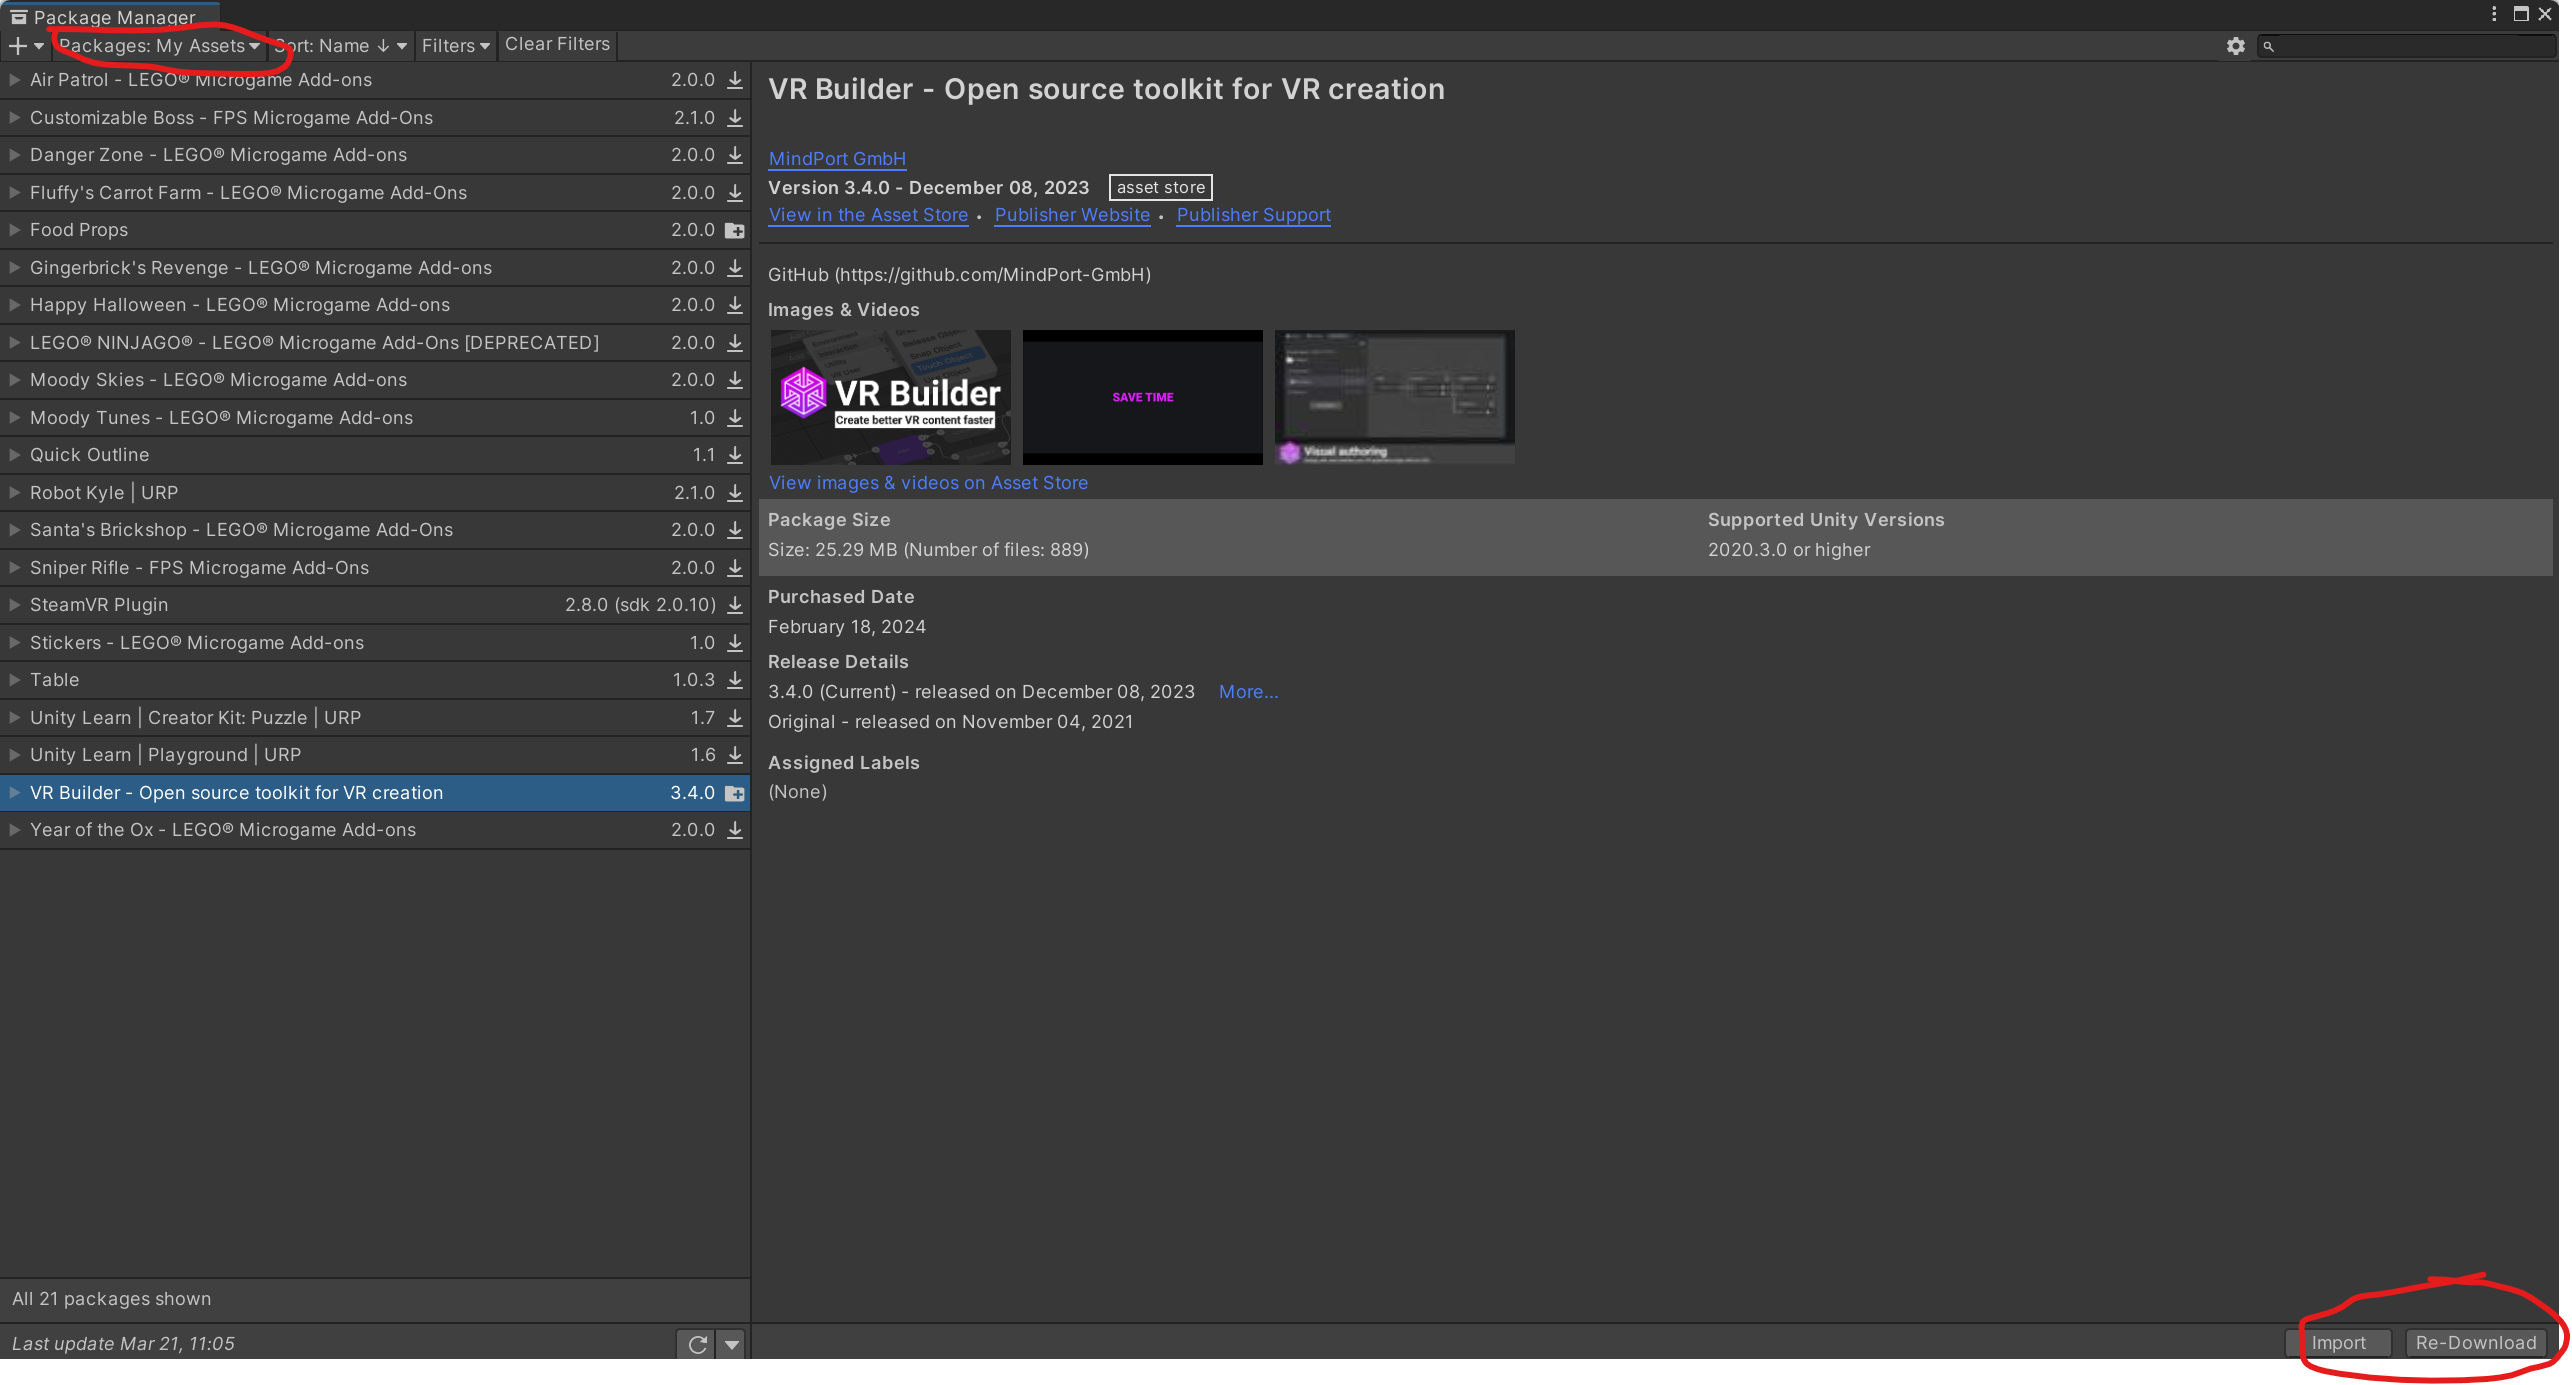 Package Manager
Packages: My Assets Sort: Name ↓ Filters Clear Filters
Air Patrol - LEGO® Microgame Add-ons 2.0.0
Customizable Boss - FPS Microgame Add-Ons 2.1.0
Danger Zone - LEGO® Microgame Add-ons 2.0.0
Fluffy's Carrot Farm - LEGO® Microgame Add-Ons 2.0.0
Food Props 2.0.0
Gingerbrick's Revenge - LEGO® Microgame Add-ons 2.0.0
Happy Halloween - LEGO® Microgame Add-ons 2.0.0
LEGO® NINJAGO® - LEGO® Microgame Add-Ons [DEPRECATED] 2.0.0
Moody Skies - LEGO® Microgame Add-ons 2.0.0
Moody Tunes - LEGO® Microgame Add-ons 1.0
Quick Outline 1.1
Robot Kyle | URP 2.1.0
Santa's Brickshop - LEGO® Microgame Add-Ons 2.0.0
Sniper Rifle - FPS Microgame Add-Ons 2.0.0
SteamVR Plugin 2.8.0 (sdk 2.0.10)
Stickers - LEGO® Microgame Add-ons 1.0
Table 1.0.3
Unity Learn | Creator Kit: Puzzle | URP 1.7
Unity Learn | Playground | URP 1.6
VR Builder - Open source toolkit for VR creation 3.4.0
Year of the Ox - LEGO® Microgame Add-ons 2.0.0
All 21 packages shown
Last update Mar 21, 11:05
VR Builder - Open source toolkit for VR creation
MindPort GmbH
Version 3.4.0 - December 08, 2023 asset store
View in the Asset Store • Publisher Website • Publisher Support
GitHub (https://github.com/MindPort-GmbH)
Images & Videos
Release Object
Snap Object
Touch Object
VR Builder
Create better VR content faster
SAVE TIME
Visual authoring
View images & videos on Asset Store
Package Size Supported Unity Versions
Size: 25.29 MB (Number of files: 889) 2020.3.0 or higher
Purchased Date
February 18, 2024
Release Details
3.4.0 (Current) - released on December 08, 2023 More...
Original - released on November 04, 2021
Assigned Labels
(None)
Import Re-Download